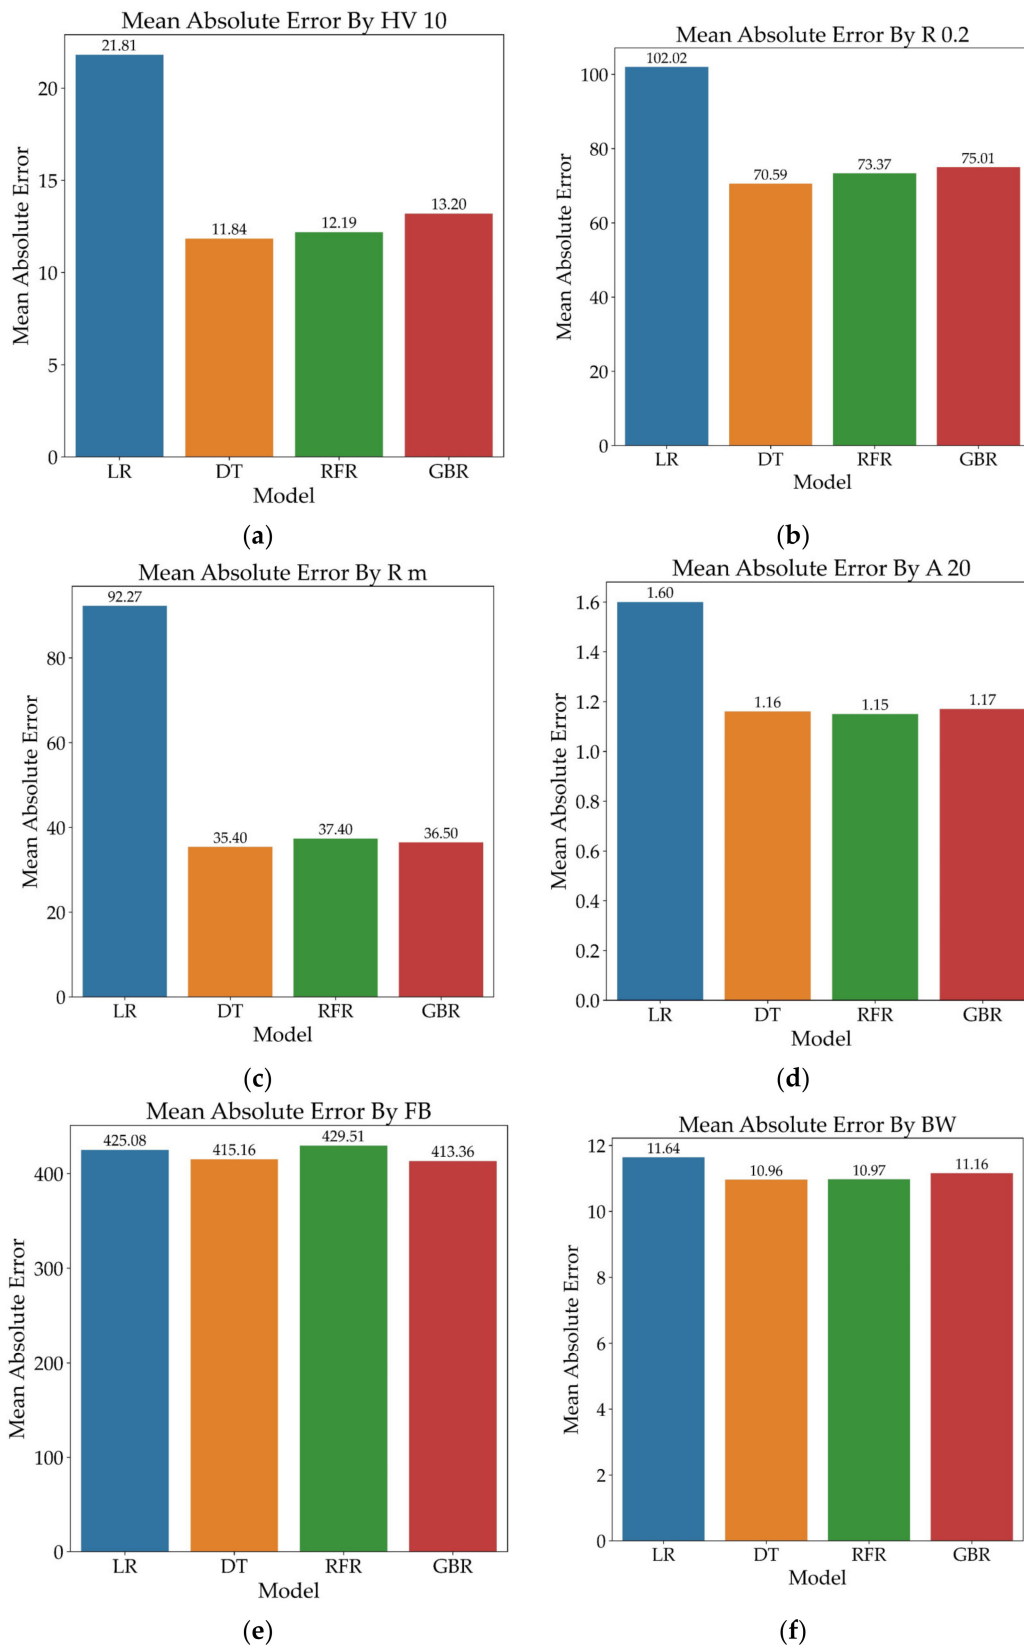 Mean Absolute Error By HV 10
Mean Absolute Error
20
15
10
5
0
21.81
11.84
12.19
13.20
LR
DT
RFR
GBR
Model
(a)
Mean Absolute Error By R 0.2
Mean Absolute Error
100
80
60
40
20
0
102.02
70.59
73.37
75.01
LR
DT
RFR
GBR
Model
(b)
Mean Absolute Error By R m
Mean Absolute Error
80
60
40
20
0
92.27
35.40
37.40
36.50
LR
DT
RFR
GBR
Model
(c)
Mean Absolute Error By A 20
Mean Absolute Error
1.6
1.4
1.2
1.0
0.8
0.6
0.4
0.2
0.0
1.60
1.16
1.15
1.17
LR
DT
RFR
GBR
Model
(d)
Mean Absolute Error By FB
Mean Absolute Error
400
300
200
100
0
425.08
415.16
429.51
413.36
LR
DT
RFR
GBR
Model
(e)
Mean Absolute Error By BW
Mean Absolute Error
12
10
8
6
4
2
0
11.64
10.96
10.97
11.16
LR
DT
RFR
GBR
Model
(f)